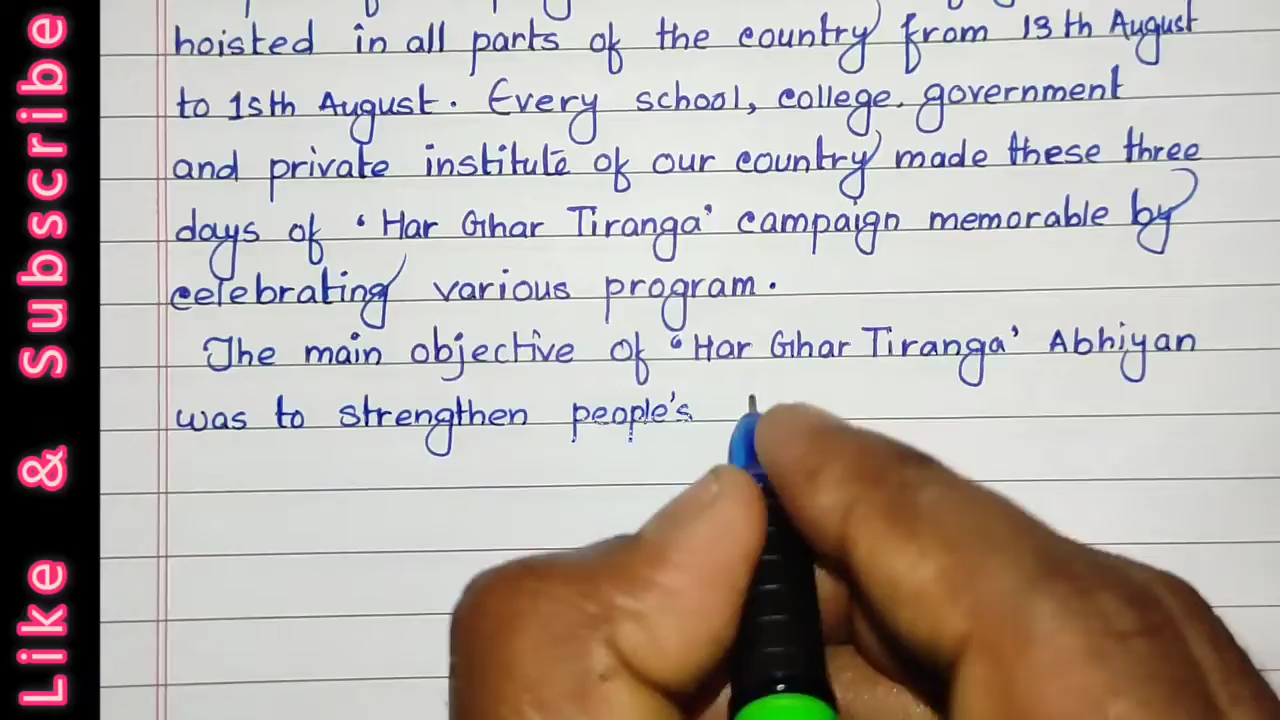 hoisted in all parts of the country from 13 th August
to 15th August. Every school, college, government
and private institute of our country made these three
days of 'Har Ghar Tiranga' campaign memorable by
celebrating various program.
The main objective of 'Har Ghar Tiranga' Abhiyan
was to strengthen people's
Like & Subscribe